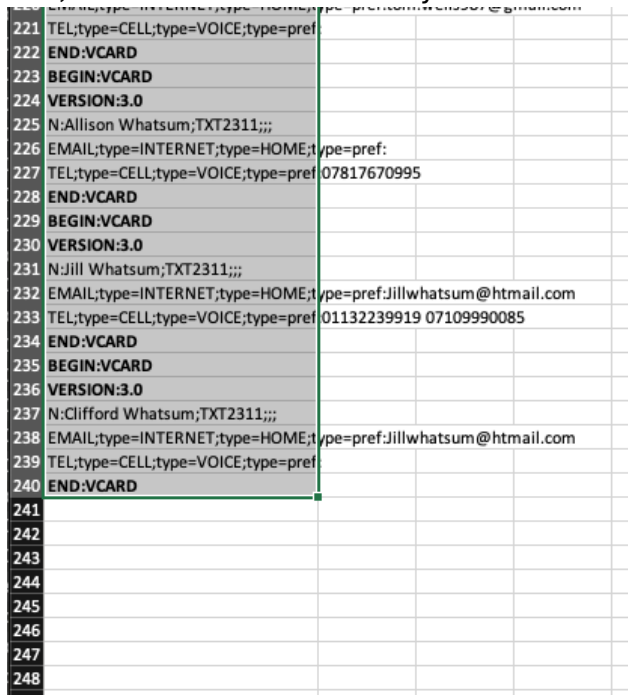 221 TEL;type=CELL;type=VOICE;type=pref:
222 END:VCARD
223 BEGIN:VCARD
224 VERSION:3.0
225 N:Allison Whatsum;TXT2311;;;
226 EMAIL;type=INTERNET;type=HOME;type=pref:
227 TEL;type=CELL;type=VOICE;type=pref:07817670995
228 END:VCARD
229 BEGIN:VCARD
230 VERSION:3.0
231 N:Jill Whatsum;TXT2311;;;
232 EMAIL;type=INTERNET;type=HOME;type=pref:Jillwhatsum@htmail.com
233 TEL;type=CELL;type=VOICE;type=pref:01132239919 07109990085
234 END:VCARD
235 BEGIN:VCARD
236 VERSION:3.0
237 N:Clifford Whatsum;TXT2311;;;
238 EMAIL;type=INTERNET;type=HOME;type=pref:Jillwhatsum@htmail.com
239 TEL;type=CELL;type=VOICE;type=pref:
240 END:VCARD
241
242
243
244
245
246
247
248